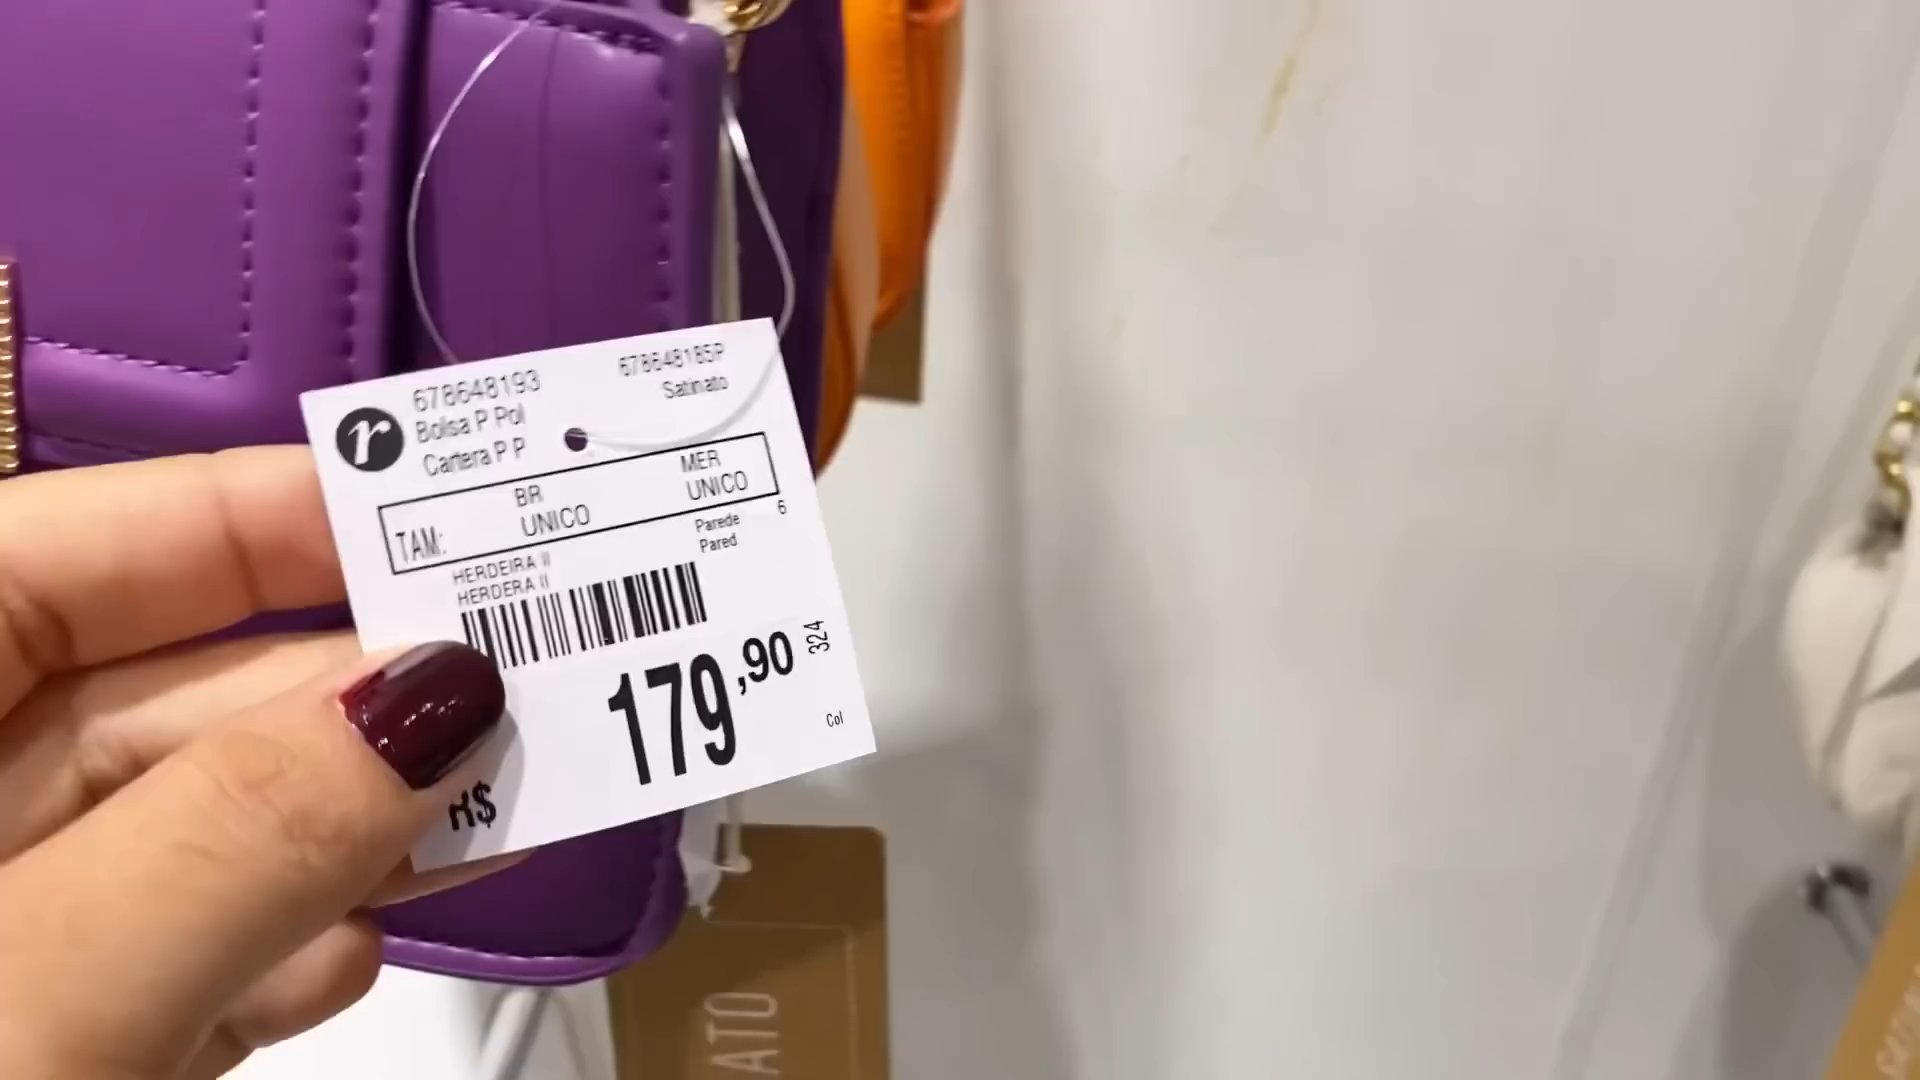 r
678648193
678648185P
Bolsa P Pol
Satinato
Cartera P P
TAM:
BR
UNICO
MER
UNICO
Parede
6
Pared
HERDEIRA II
HERDERA II
R$
179,90
324
Col
ATO